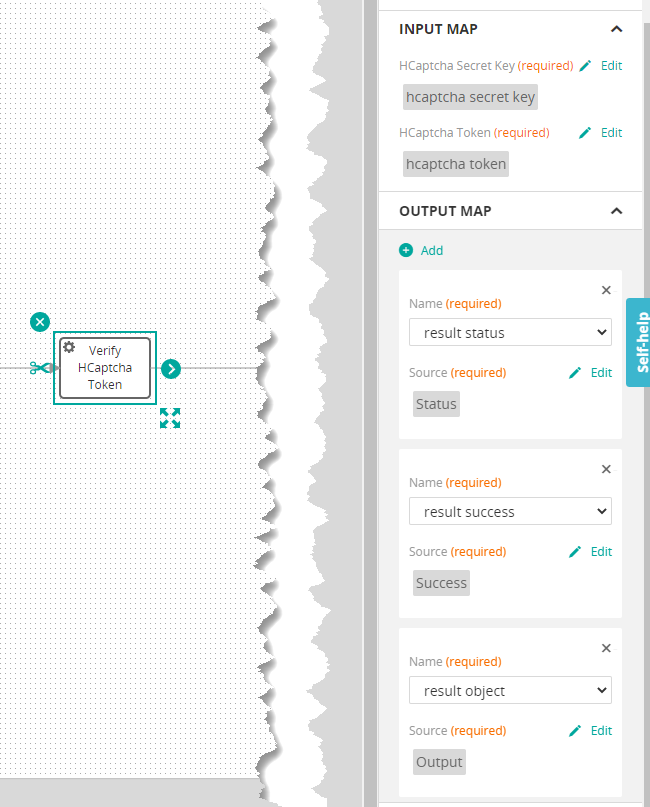 Verify
HCaptcha
Token
INPUT MAP
HCaptcha Secret Key (required) Edit
hcaptcha secret key
HCaptcha Token (required) Edit
hcaptcha token
OUTPUT MAP
Add
Name (required)
result status
Source (required) Edit
Status
Name (required)
result success
Source (required) Edit
Success
Name (required)
result object
Source (required) Edit
Output
Self-help